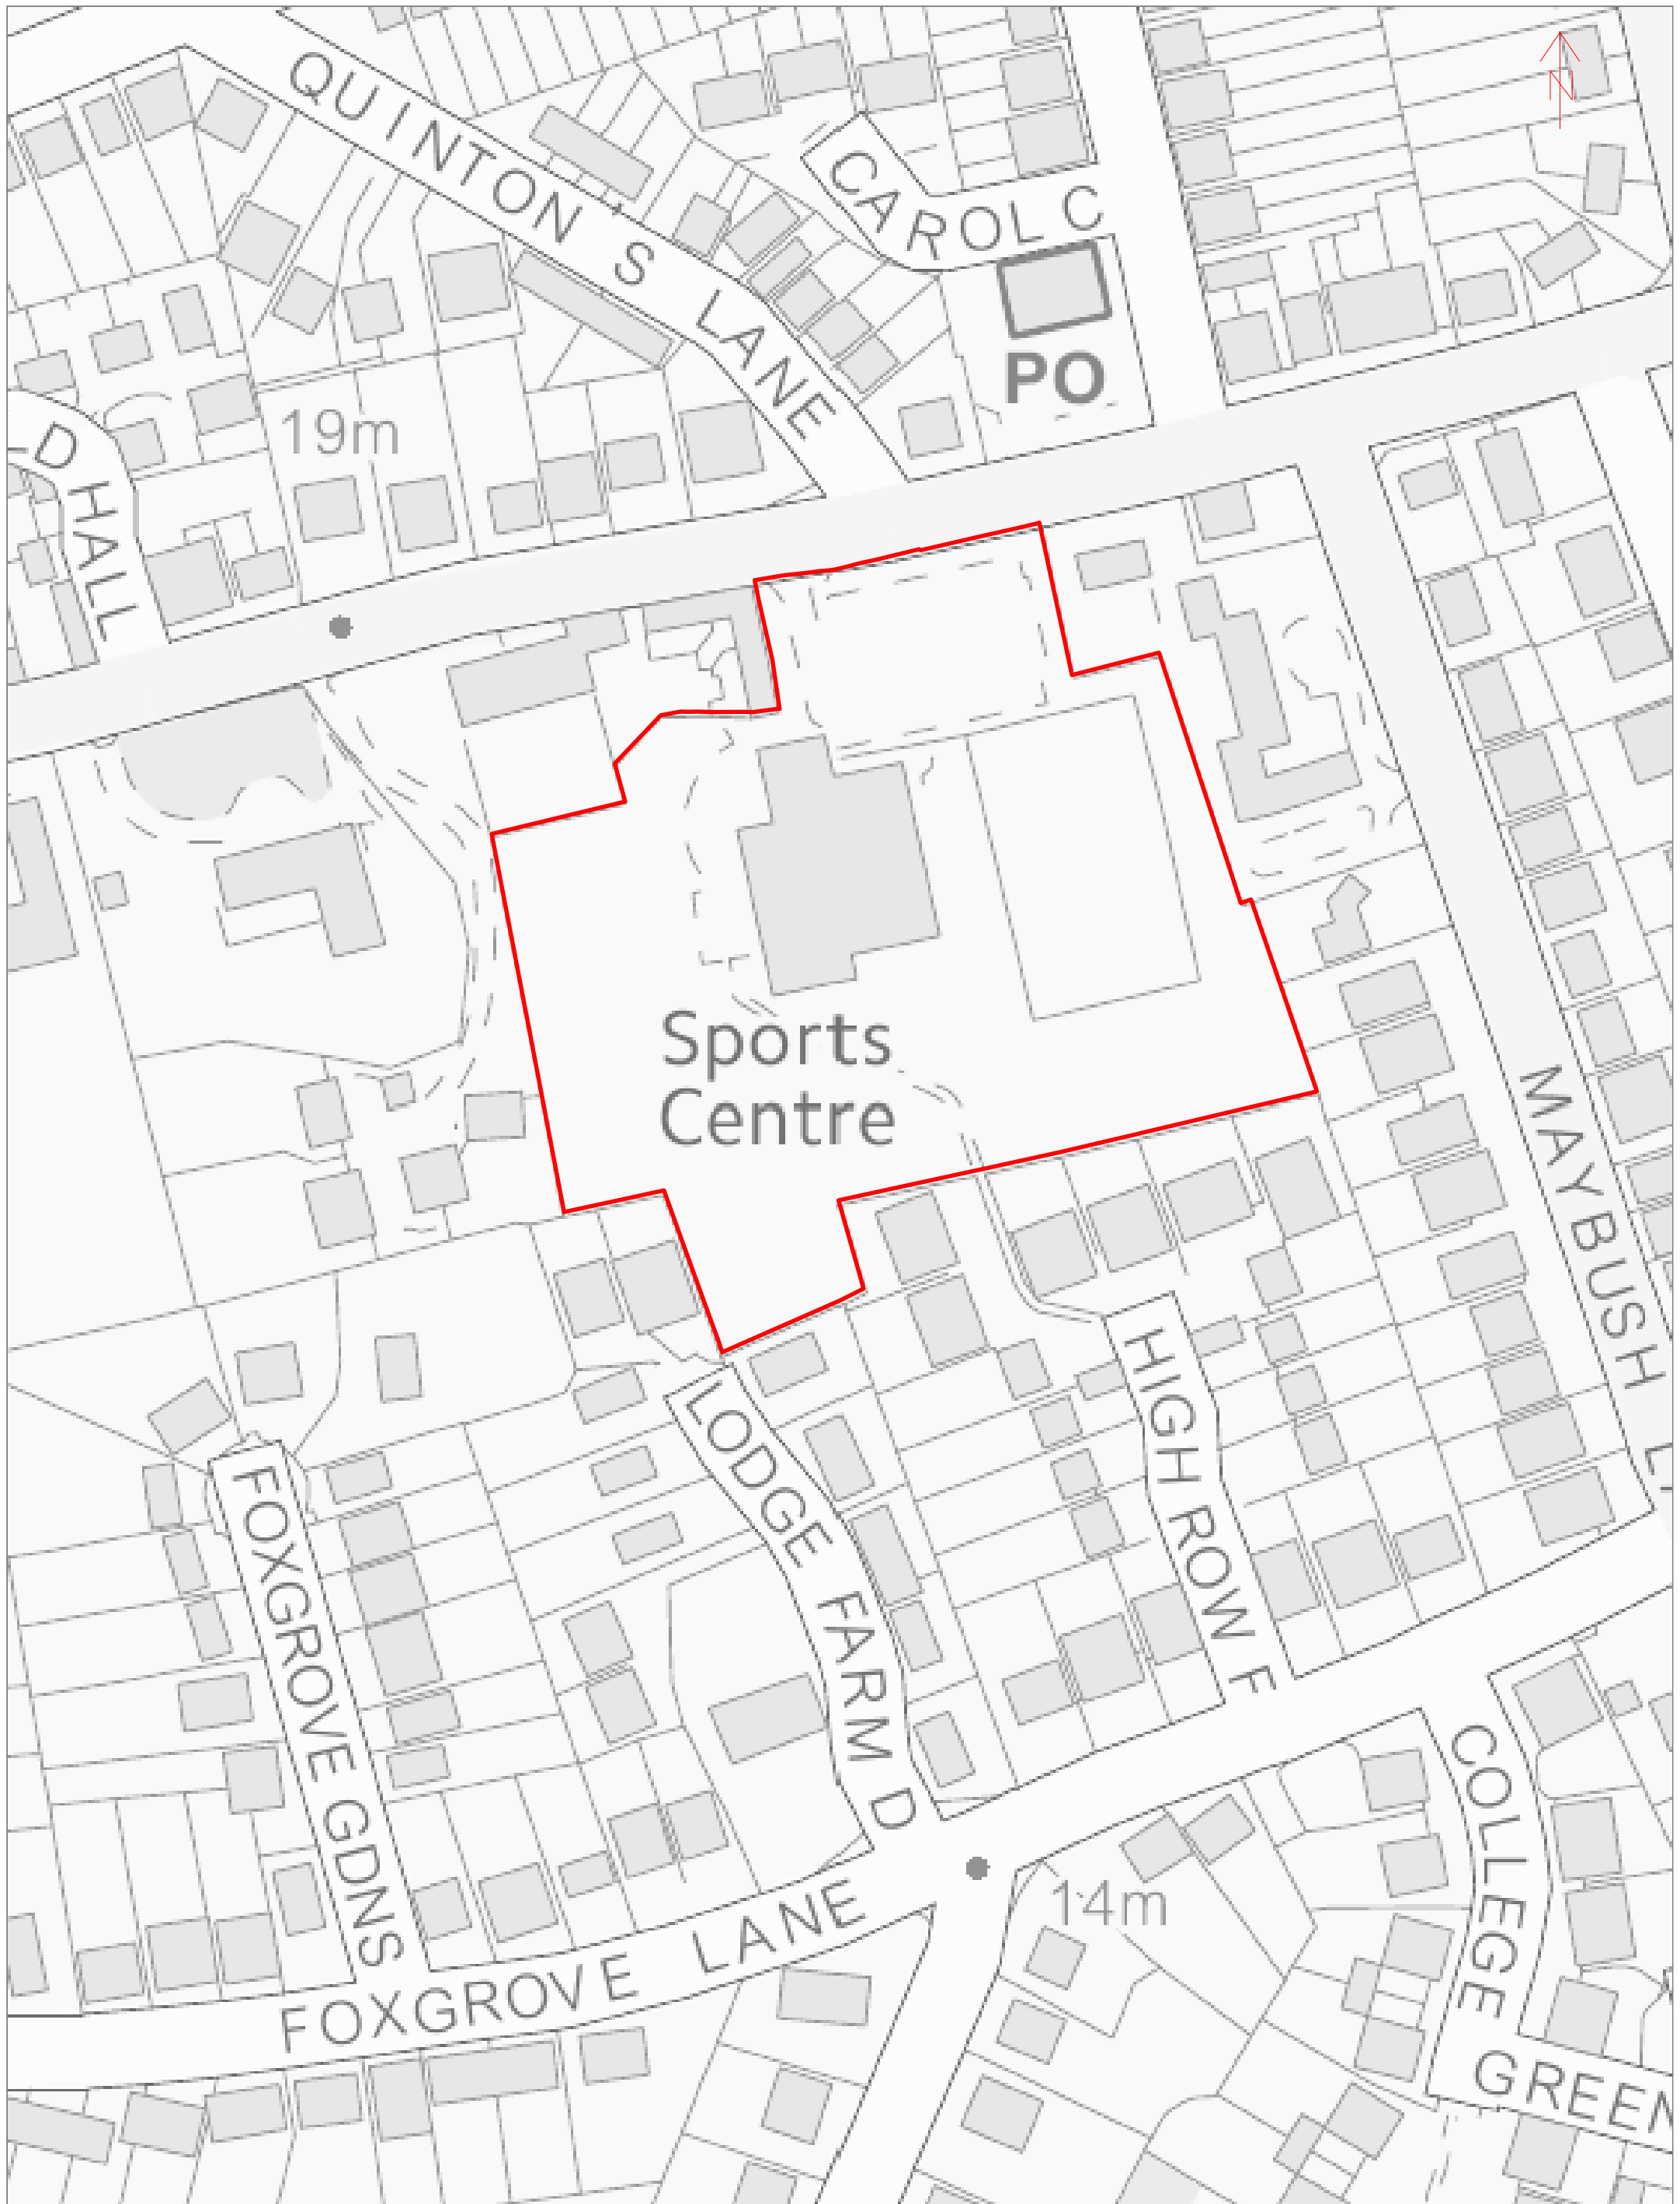 N
QUINTON'S LANE
CAROL C
PO
19m
D HALL
Sports
Centre
MAYBUSH L
HIGH ROW F
LODGE FARM D
FOXGROVE GDNS
FOXGROVE LANE
14m
COLLEGE
GREEN